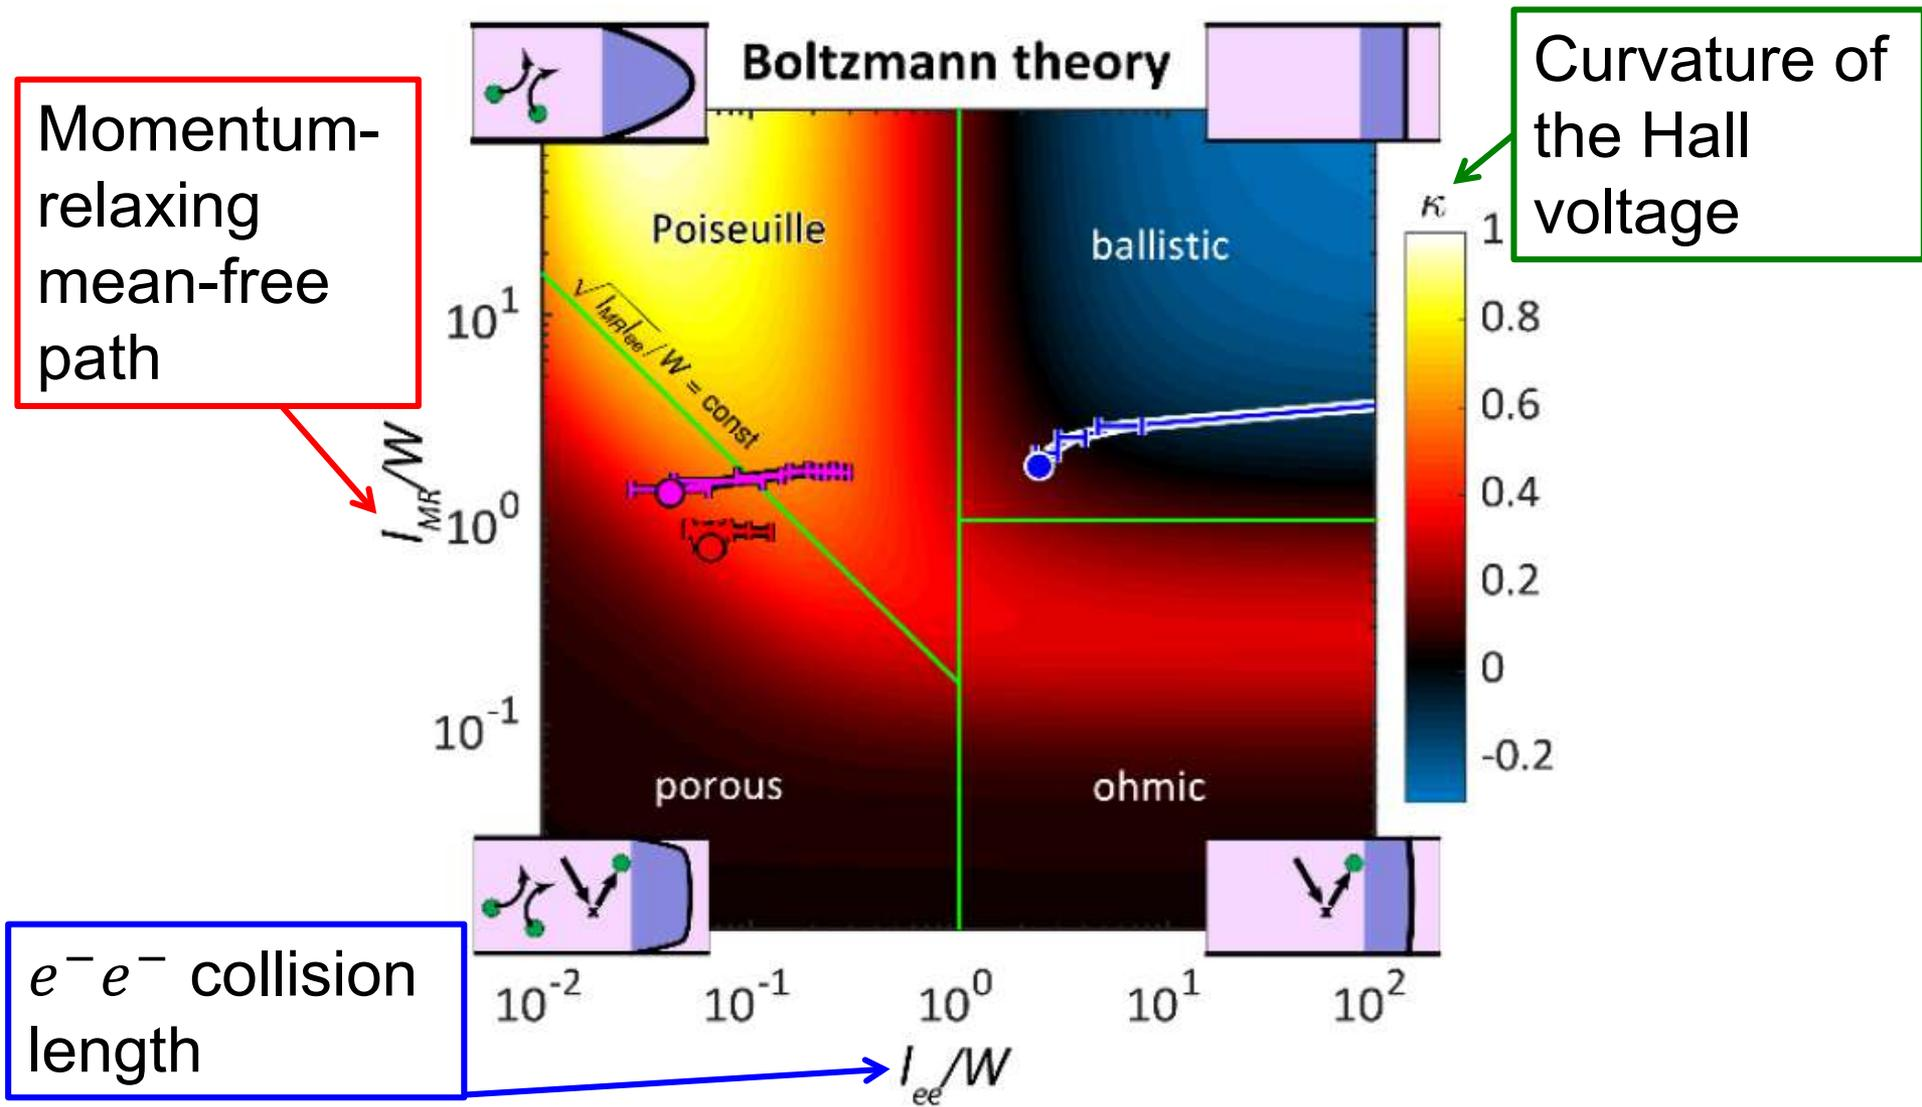 Boltzmann theory
Momentum-
relaxing
mean-free
path
Curvature of
the Hall
voltage
κ
1
0.8
0.6
0.4
0.2
0
-0.2
Poiseuille
ballistic
√l_MR l_ee / W = const
porous
ohmic
l_MR/W
10^1
10^0
10^-1
e⁻e⁻ collision
length
10^-2 10^-1 10^0 10^1 10^2
l_ee/W